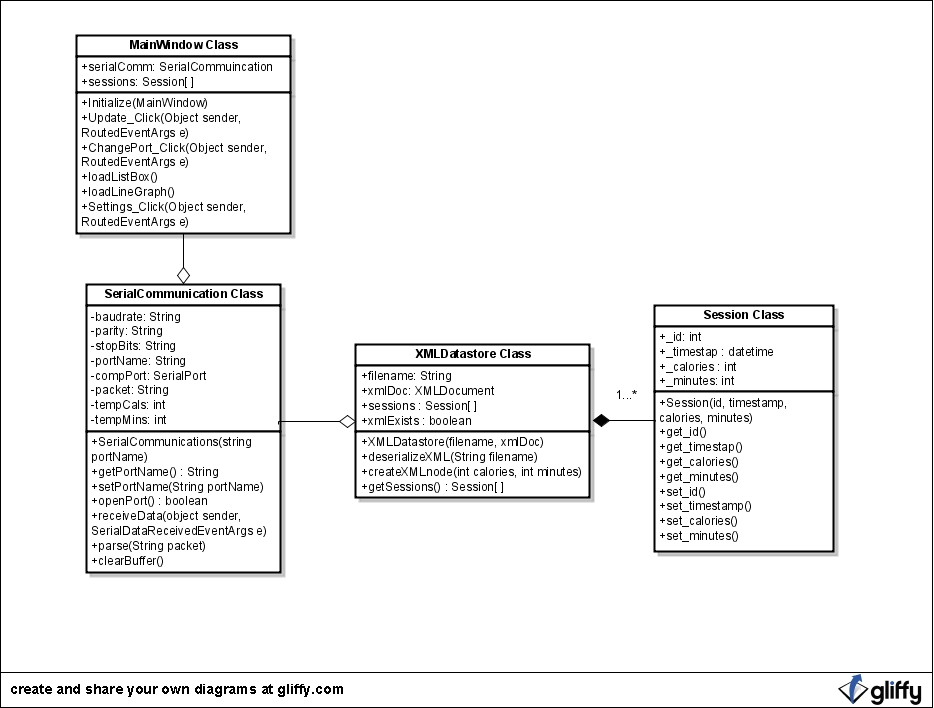 MainWindow Class
+serialComm: SerialCommuincation
+sessions: Session[ ]
+Initialize(MainWindow)
+Update_Click(Object sender,
RoutedEventArgs e)
+ChangePort_Click(Object sender,
RoutedEventArgs e)
+loadListBox()
+loadLineGraph()
+Settings_Click(Object sender,
RoutedEventArgs e)
SerialCommunication Class
-baudrate: String
-parity: String
-stopBits: String
-portName: String
-compPort: SerialPort
-packet: String
-tempCals: int
-tempMins: int
+SerialCommunications(string
portName)
+getPortName() : String
+setPortName(String portName)
+openPort() : boolean
+receiveData(object sender,
SerialDataReceivedEventArgs e)
+parse(String packet)
+clearBuffer()
XMLDatastore Class
+filename: String
+xmlDoc: XMLDocument
+sessions : Session[ ]
+xmlExists : boolean
+XMLDatastore(filename, xmlDoc)
+deserializeXML(String filename)
+createXMLnode(int calories, int minutes)
+getSessions() : Session[ ]
1...*
Session Class
+_id: int
+_timestap : datetime
+_calories : int
+_minutes: int
+Session(id, timestamp,
calories, minutes)
+get_id()
+get_timestap()
+get_calories()
+get_minutes()
+set_id()
+set_timestamp()
+set_calories()
+set_minutes()
create and share your own diagrams at gliffy.com
gliffy